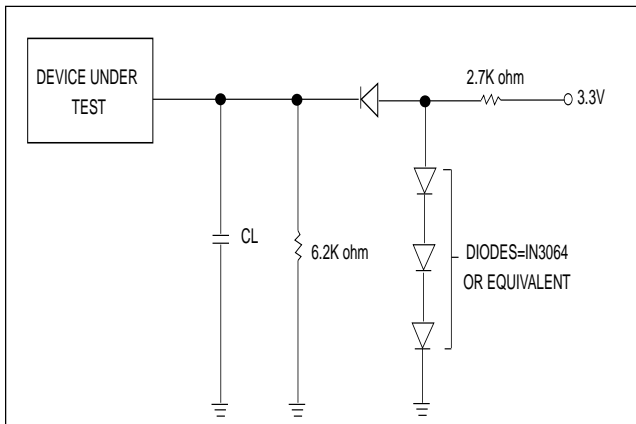 DEVICE UNDER
TEST
2.7K ohm
3.3V
CL
6.2K ohm
DIODES=IN3064
OR EQUIVALENT